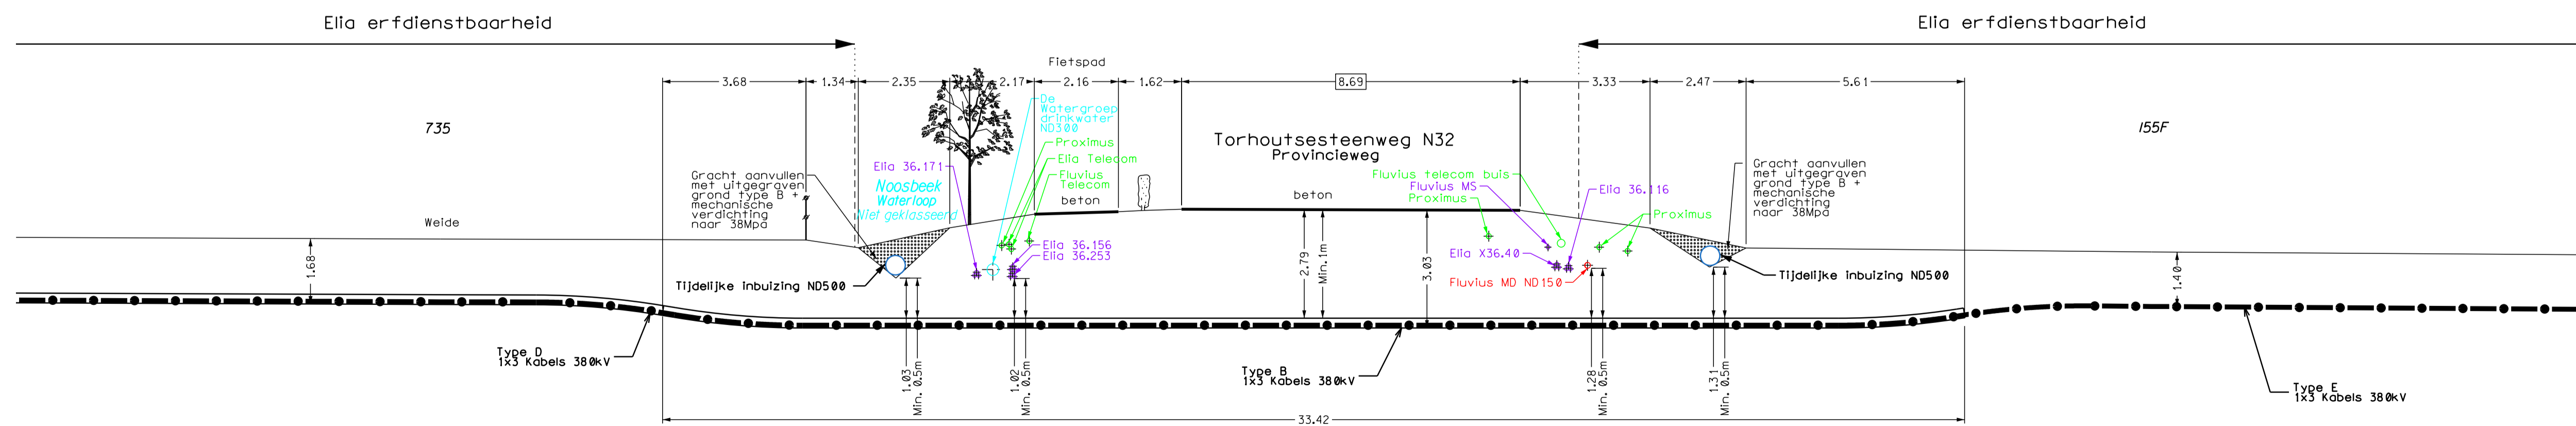 Elia erfdienstbaarheid
Elia erfdienstbaarheid
Fietspad
3.68
1.34
2.35
2.17
2.16
1.62
8.69
3.33
2.47
5.61
735
155F
De
Watergroep
drinkwater
ND300
Proximus
Elia Telecom
Fluvius
Telecom
beton
Elia 36.171
Noosbeek
Waterloop
Niet geklasseerd
Gracht aanvullen
met uitgegraven
grond type B +
mechanische
verdichting
naar 38Mpa
Weide
Torhoutsesteenweg N32
Provincieweg
beton
Fluvius telecom buis
Fluvius MS
Proximus
Elia 36.116
Proximus
Gracht aanvullen
met uitgegraven
grond type B +
mechanische
verdichting
naar 38Mpa
Elia 36.156
Elia 36.253
Elia X36.40
Fluvius MD ND150
Tijdelijke inbuizing ND500
Tijdelijke inbuizing ND500
1.68
2.79
Min.1m
3.03
1.40
Type D
1x3 Kabels 380kV
1.03
Min. 0.5m
1.02
Min. 0.5m
Type B
1x3 Kabels 380kV
1.28
Min. 0.5m
1.31
Min. 0.5m
Type E
1x3 Kabels 380kV
33.42